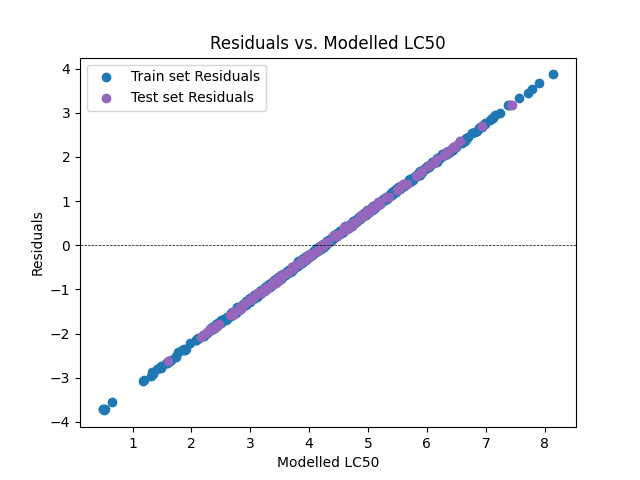 Residuals vs. Modelled LC50
Train set Residuals
Test set Residuals
4
3
2
1
0
−1
−2
−3
−4
Residuals
1 2 3 4 5 6 7 8
Modelled LC50